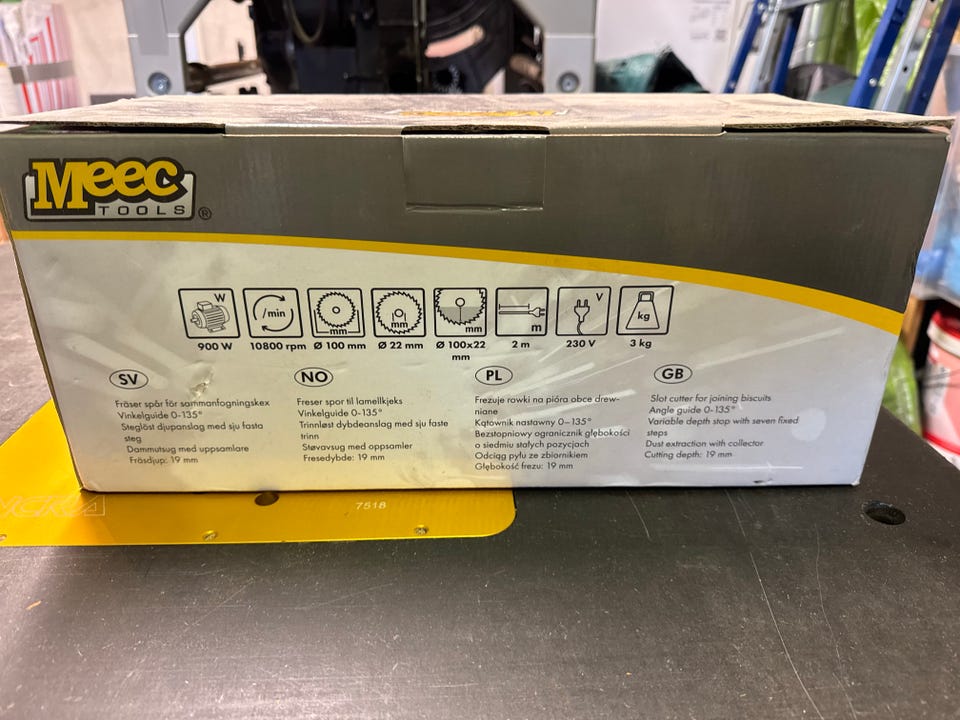 Meec
TOOLS ®
W
/min
mm
mm
mm
m
V
kg
900 W
10800 rpm
Ø 100 mm
Ø 22 mm
Ø 100x22
mm
2 m
230 V
3 kg
SV
Fräser spår för sammanfogningskex
Vinkelguide 0-135°
Steglöst djupanslag med sju fasta
steg
Dammutsug med uppsamlare
Fräsdjup: 19 mm
NO
Freser spor til lamellkjeks
Vinkelguide 0-135°
Trinnløst dybdeanslag med sju faste
trinn
Støvavsug med oppsamler
Fresedybde: 19 mm
PL
Frezuje rowki na pióra abce drew-
niane
Kątownik nastawny 0–135°
Bezstopniowy ogranicznik głębokości
o siedmiu stałych pozycjach
Odciąg pyłu ze zbiornikiem
Głębokość frezu: 19 mm
GB
Slot cutter for joining biscuits
Angle guide 0-135°
Variable depth stop with seven fixed
steps
Dust extraction with collector
Cutting depth: 19 mm
7518